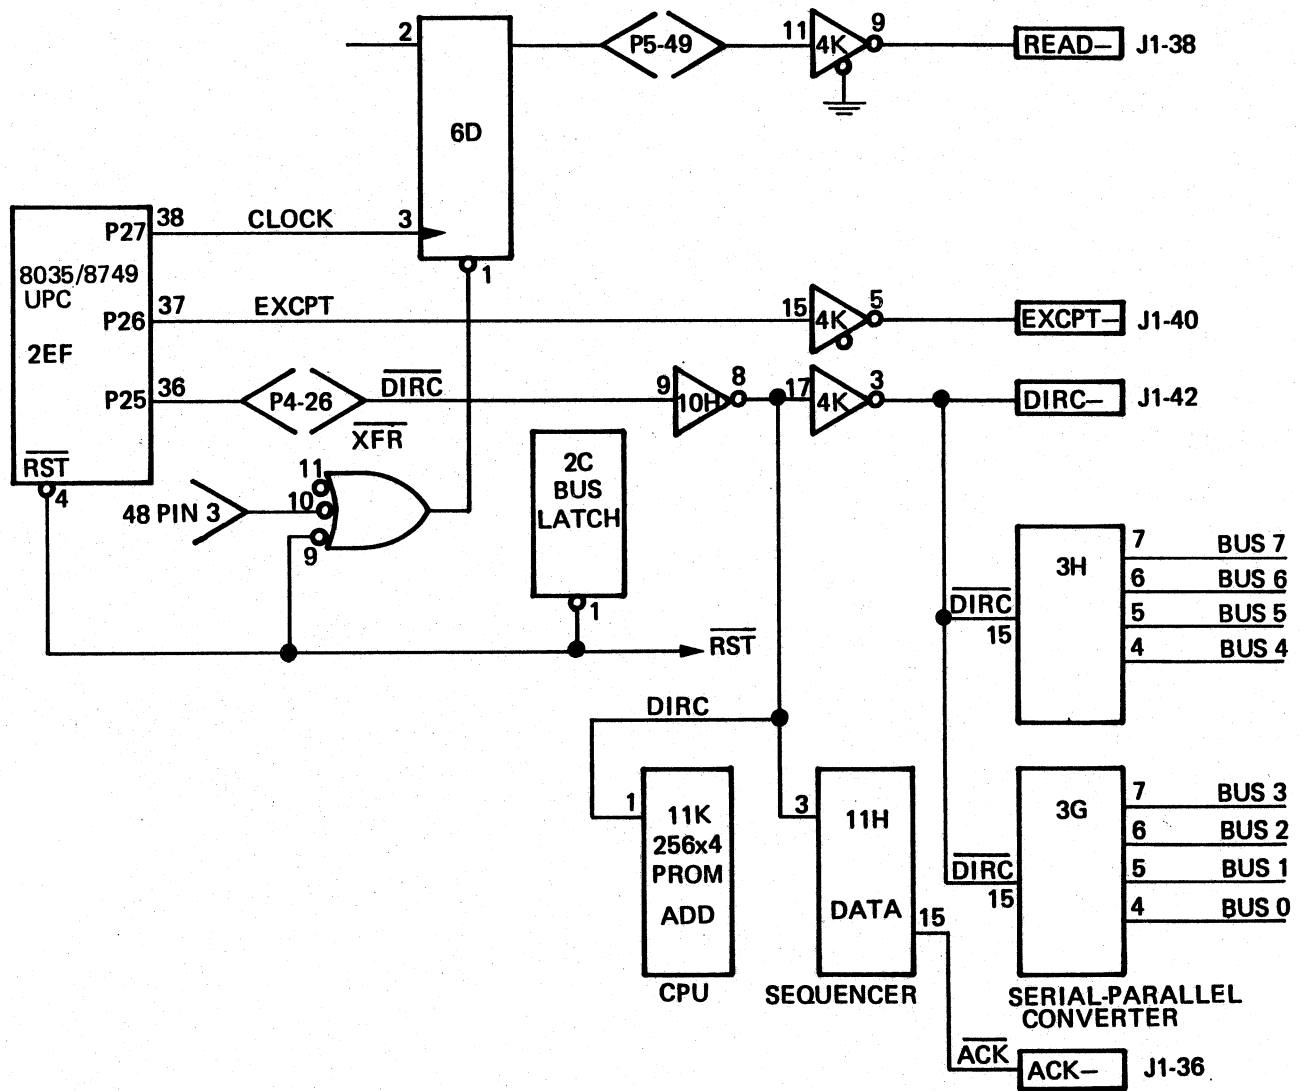 2
P5-49
11
4K
9
READ–
J1-38
6D
38
CLOCK
3
P27
1
8035/8749
UPC
2EF
37
EXCPT
P26
15
4K
5
EXCPT–
J1-40
36
P25
P4-26
DIRC
9
10H
8
17
4K
3
DIRC–
J1-42
XFR
RST
4
11
10
48 PIN 3
9
2C
BUS
LATCH
1
RST
3H
DIRC
15
7
BUS 7
6
BUS 6
5
BUS 5
4
BUS 4
DIRC
1
11K
256x4
PROM
ADD
CPU
3
11H
DATA
15
SEQUENCER
3G
DIRC
15
7
BUS 3
6
BUS 2
5
BUS 1
4
BUS 0
SERIAL-PARALLEL
CONVERTER
ACK
ACK–
J1-36